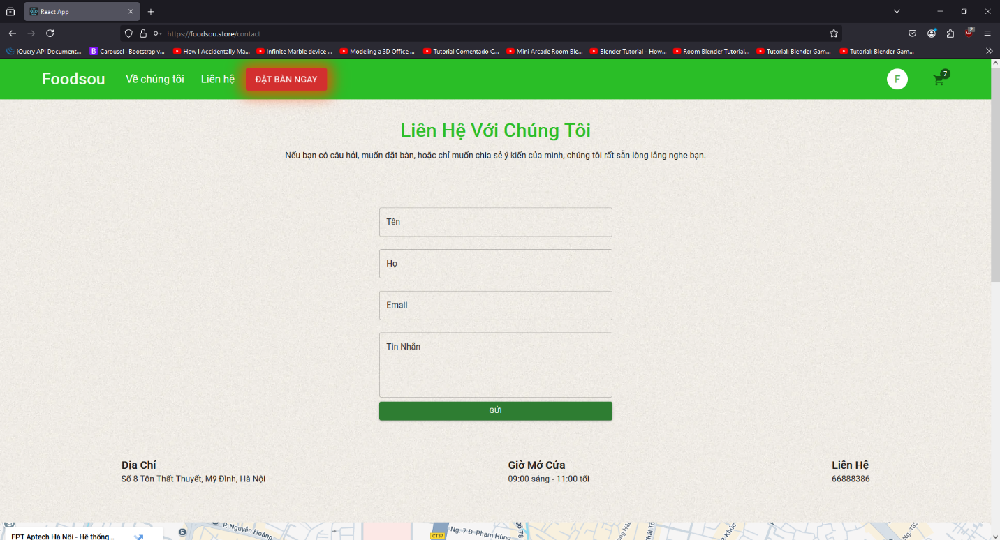 React App
https://foodsou.store/contact
2
jQuery API Document...
Carousel - Bootstrap v...
How I Accidentally Ma...
Infinite Marble device ...
Modeling a 3D Office ...
Tutorial Comentado C...
Mini Arcade Room Ble...
Blender Tutorial - How...
Room Blender Tutorial...
Tutorial: Blender Gam...
Tutorial: Blender Gam...
Foodsou
Về chúng tôi
Liên hệ
ĐẶT BÀN NGAY
F
7
Liên Hệ Với Chúng Tôi
Nếu bạn có câu hỏi, muốn đặt bàn, hoặc chỉ muốn chia sẻ ý kiến của mình, chúng tôi rất sẵn lòng lắng nghe bạn.
Tên
Họ
Email
Tin Nhắn
GỬI
Địa Chỉ
Số 8 Tôn Thất Thuyết, Mỹ Đình, Hà Nội
Giờ Mở Cửa
09:00 sáng - 11:00 tối
Liên Hệ
66888386
P. Nguyên Hoàng
CT37
Ng. 7 Đ. Phạm Hùng
FPT Aptech Hà Nội - Hệ thống...